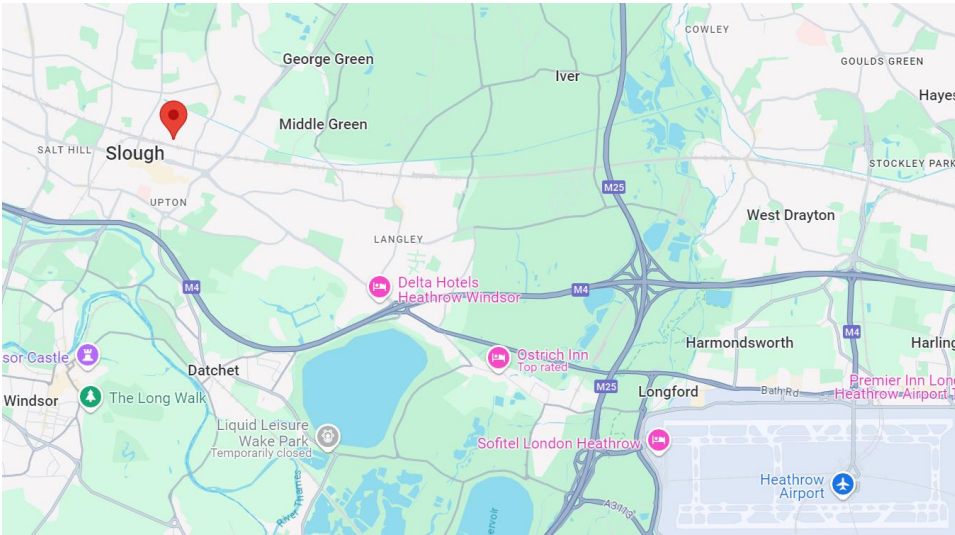 COWLEY
George Green
GOULDS GREEN
Iver
Hayes
Middle Green
SALT HILL
Slough
STOCKLEY PARK
M25
UPTON
West Drayton
LANGLEY
M4
Delta Hotels
Heathrow Windsor
M4
M4
Harmondsworth
Harling
sor Castle
Ostrich Inn
Top rated
Datchet
M25
Longford
Bath Rd
Premier Inn Lon
Heathrow Airport T
Windsor
The Long Walk
Liquid Leisure
Wake Park
Temporarily closed
Sofitel London Heathrow
Heathrow
Airport
River Thames
ervoir
A3113